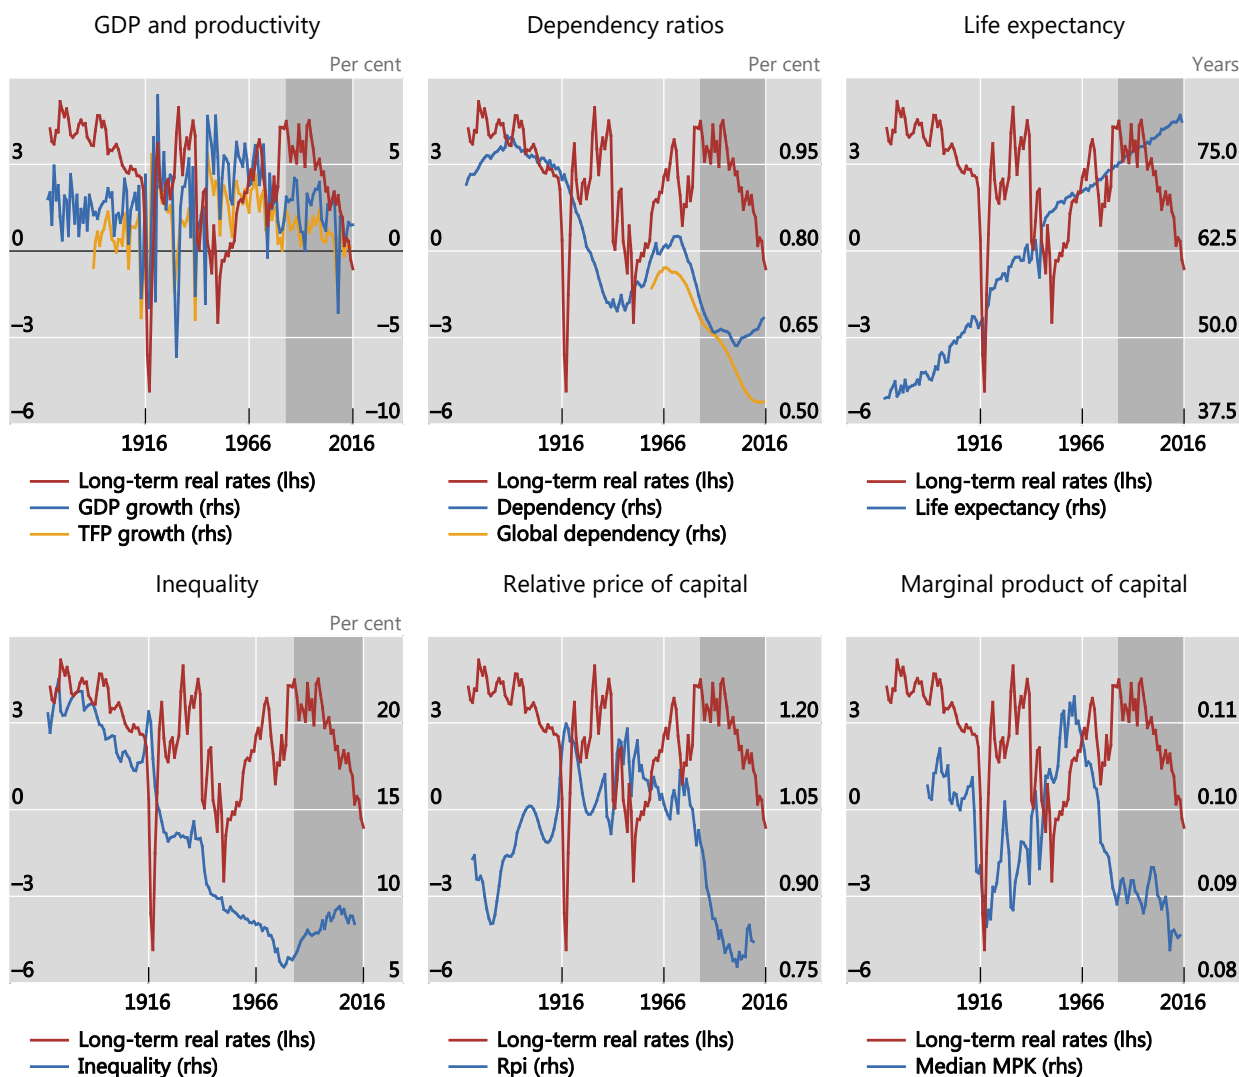 GDP and productivity
Dependency ratios
Life expectancy
Per cent
Per cent
Years
3 5 3 0.95 3 75.0
0 0 0 0.80 0 62.5
–3 –5 –3 0.65 –3 50.0
–6 –10 –6 0.50 –6 37.5
1916 1966 2016 1916 1966 2016 1916 1966 2016
Long-term real rates (lhs)
GDP growth (rhs)
TFP growth (rhs)
Long-term real rates (lhs)
Dependency (rhs)
Global dependency (rhs)
Long-term real rates (lhs)
Life expectancy (rhs)
Inequality
Relative price of capital
Marginal product of capital
Per cent
3 20 3 1.20 3 0.11
0 15 0 1.05 0 0.10
–3 10 –3 0.90 –3 0.09
–6 5 –6 0.75 –6 0.08
1916 1966 2016 1916 1966 2016 1916 1966 2016
Long-term real rates (lhs)
Inequality (rhs)
Long-term real rates (lhs)
Rpi (rhs)
Long-term real rates (lhs)
Median MPK (rhs)